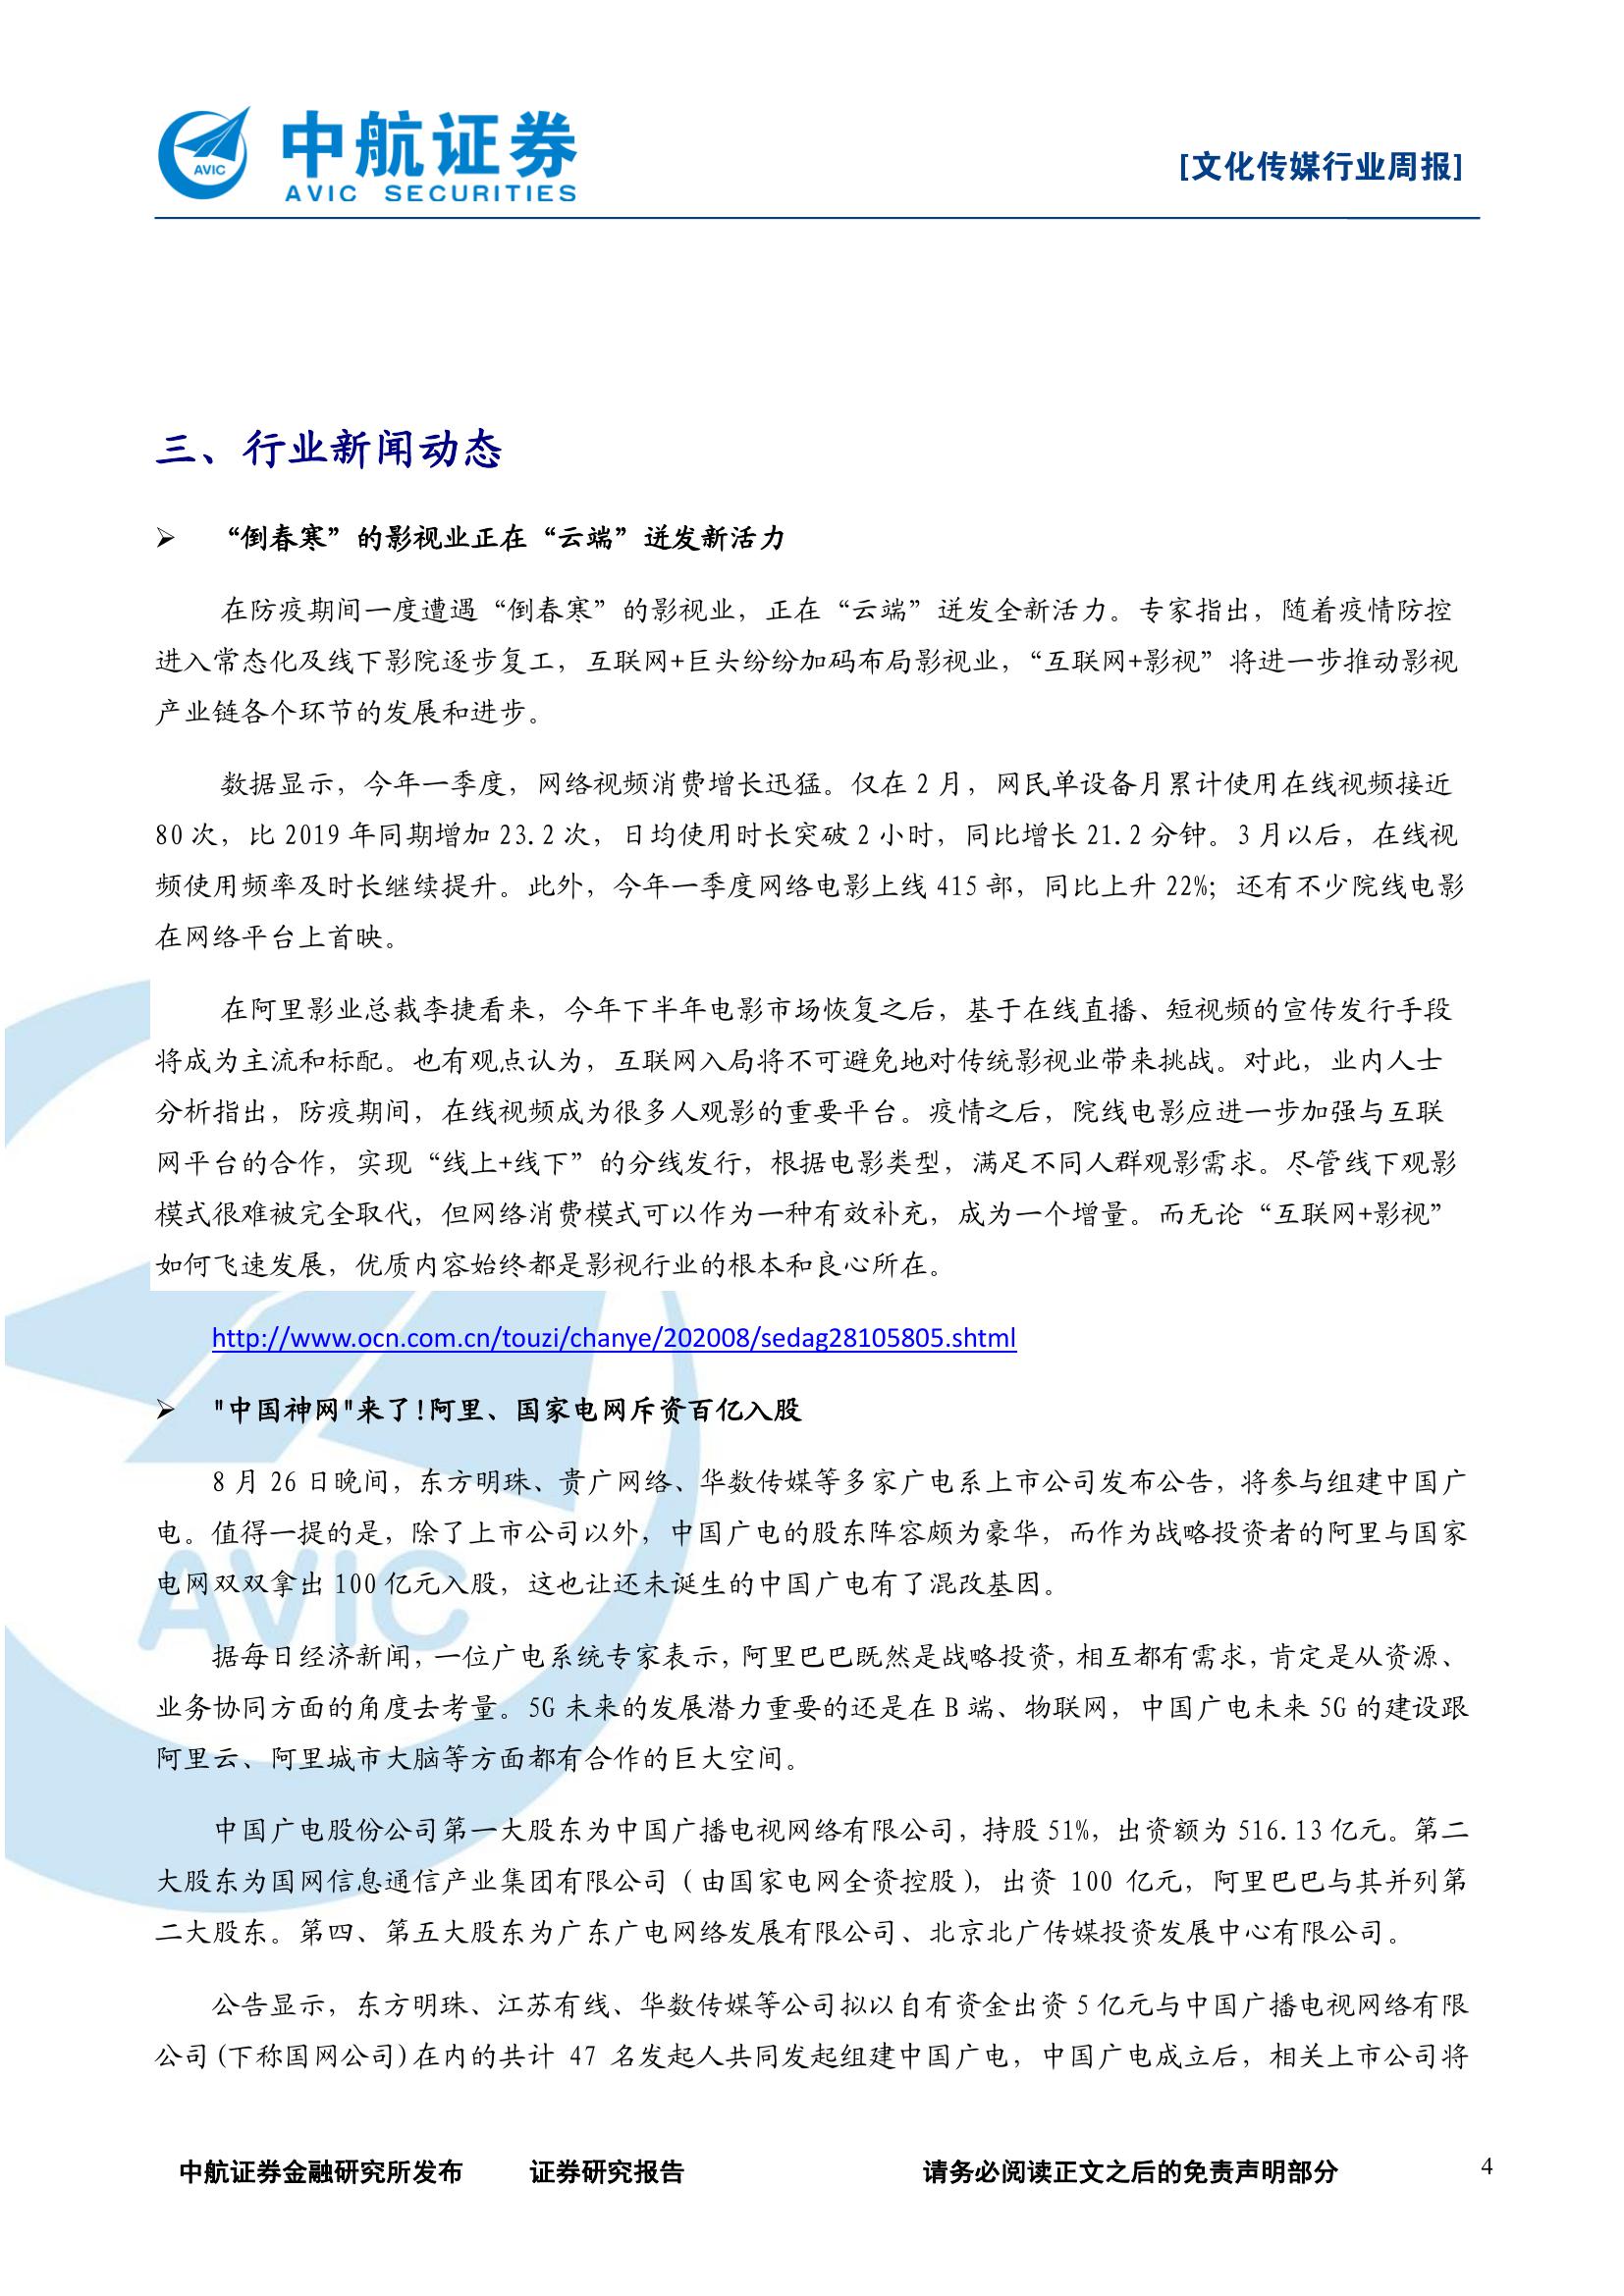 中航证券
AVIC SECURITIES
AVIC
[文化传媒行业周报]
三、行业新闻动态
➢ “倒春寒”的影视业正在“云端”迸发新活力
在防疫期间一度遭遇“倒春寒”的影视业，正在“云端”迸发全新活力。专家指出，随着疫情防控
进入常态化及线下影院逐步复工，互联网+巨头纷纷加码布局影视业，“互联网+影视”将进一步推动影视
产业链各个环节的发展和进步。
数据显示，今年一季度，网络视频消费增长迅猛。仅在 2 月，网民单设备月累计使用在线视频接近
80 次，比 2019 年同期增加 23.2 次，日均使用时长突破 2 小时，同比增长 21.2 分钟。3 月以后，在线视
频使用频率及时长继续提升。此外，今年一季度网络电影上线 415 部，同比上升 22%；还有不少院线电影
在网络平台上首映。
在阿里影业总裁李捷看来，今年下半年电影市场恢复之后，基于在线直播、短视频的宣传发行手段
将成为主流和标配。也有观点认为，互联网入局将不可避免地对传统影视业带来挑战。对此，业内人士
分析指出，防疫期间，在线视频成为很多人观影的重要平台。疫情之后，院线电影应进一步加强与互联
网平台的合作，实现“线上+线下”的分线发行，根据电影类型，满足不同人群观影需求。尽管线下观影
模式很难被完全取代，但网络消费模式可以作为一种有效补充，成为一个增量。而无论“互联网+影视”
如何飞速发展，优质内容始终都是影视行业的根本和良心所在。
http://www.ocn.com.cn/touzi/chanye/202008/sedag28105805.shtml
➢ "中国神网"来了!阿里、国家电网斥资百亿入股
8 月 26 日晚间，东方明珠、贵广网络、华数传媒等多家广电系上市公司发布公告，将参与组建中国广
电。值得一提的是，除了上市公司以外，中国广电的股东阵容颇为豪华，而作为战略投资者的阿里与国家
电网双双拿出 100 亿元入股，这也让还未诞生的中国广电有了混改基因。
据每日经济新闻，一位广电系统专家表示，阿里巴巴既然是战略投资，相互都有需求，肯定是从资源、
业务协同方面的角度去考量。5G 未来的发展潜力重要的还是在 B 端、物联网，中国广电未来 5G 的建设跟
阿里云、阿里城市大脑等方面都有合作的巨大空间。
中国广电股份公司第一大股东为中国广播电视网络有限公司，持股 51%，出资额为 516.13 亿元。第二
大股东为国网信息通信产业集团有限公司（由国家电网全资控股），出资 100 亿元，阿里巴巴与其并列第
二大股东。第四、第五大股东为广东广电网络发展有限公司、北京北广传媒投资发展中心有限公司。
公告显示，东方明珠、江苏有线、华数传媒等公司拟以自有资金出资 5 亿元与中国广播电视网络有限
公司(下称国网公司)在内的共计 47 名发起人共同发起组建中国广电，中国广电成立后，相关上市公司将
AVIC
中航证券金融研究所发布 证券研究报告 请务必阅读正文之后的免责声明部分 4